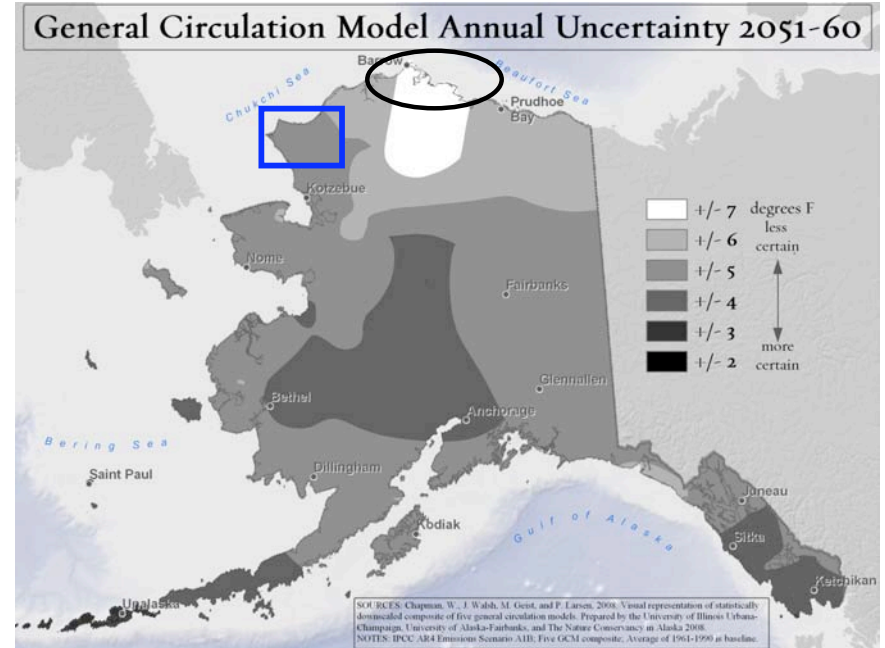 General Circulation Model Annual Uncertainty 2051-60
Barrow
Beaufort Sea
Chukchi Sea
Prudhoe
Bay
Kotzebue
+/- 7 degrees F
less
certain
+/- 6
+/- 5
+/- 4
+/- 3
more
certain
+/- 2
Nome
Fairbanks
Glennallen
Bethel
Anchorage
Bering Sea
Saint Paul
Dillingham
Juneau
Kodiak
Gulf of Alaska
Sitka
Ketchikan
Unalaska
SOURCES: Chapman, W., J. Walsh, M. Geist, and P. Larsen, 2008. Visual representation of statistically
downscaled composite of five general circulation models. Prepared by the University of Illinois Urbana-
Champaign, University of Alaska-Fairbanks, and The Nature Conservancy in Alaska 2008.
NOTES: IPCC AR4 Emissions Scenario A1B; Five GCM composite; Average of 1961-1990 is baseline.